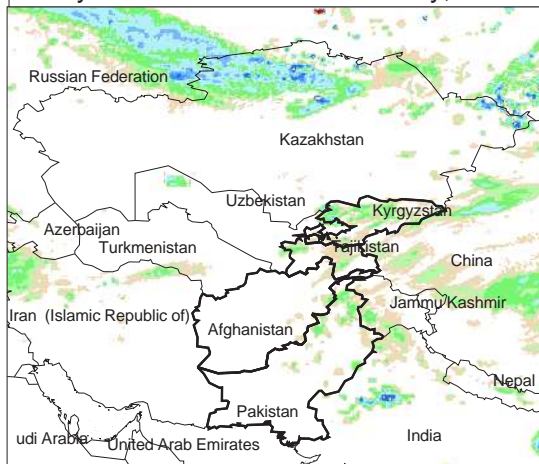 Russian Federation
Kazakhstan
Uzbekistan
Kyrgyzstan
Azerbaijan
Turkmenistan
Tajikistan
China
Iran (Islamic Republic of)
Afghanistan
Jammu Kashmir
Nepal
Pakistan
udi Arabia
United Arab Emirates
India